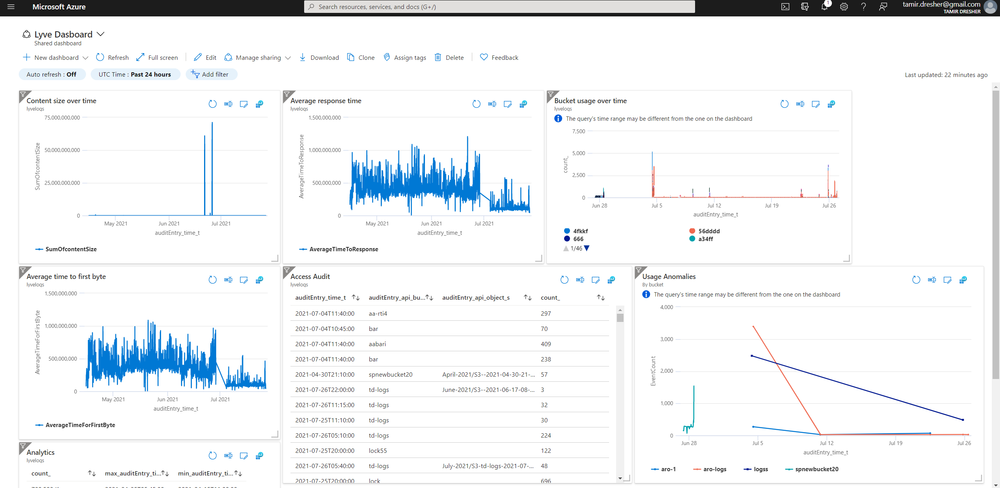 Microsoft Azure
Search resources, services, and docs (G+/)
1
tamir.dresher@gmail.com
TAMIR DRESHER
Lyve Dasboard
Shared dashboard
New dashboard Refresh Full screen Edit Manage sharing Download Clone Assign tags Delete Feedback
Auto refresh : Off UTC Time : Past 24 hours Add filter
Last updated: 22 minutes ago
Content size over time
lyvelogs
75,000,000,000
50,000,000,000
25,000,000,000
0
SumOfcontentSize
May 2021 Jun 2021 Jul 2021
auditEntry_time_t
SumOfcontentSize
Average response time
lyvelogs
1,500,000,000
1,000,000,000
500,000,000
0
AverageTimeToResponse
May 2021 Jun 2021 Jul 2021
auditEntry_time_t
AverageTimeToResponse
Bucket usage over time
lyvelogs
The query's time range may be different from the one on the dashboard
7,500
5,000
2,500
0
count_
Jun 28 Jul 5 Jul 12 Jul 19 Jul 26
auditEntry_time_t
4fkkf 56dddd
666 a34ff
1/46
Average time to first byte
lyvelogs
1,500,000,000
1,000,000,000
500,000,000
0
AverageTimeForFirstByte
May 2021 Jun 2021 Jul 2021
auditEntry_time_t
AverageTimeForFirstByte
Access Audit
lyvelogs
auditEntry_time_t auditEntry_api_bu... auditEntry_api_object_s count_
2021-07-04T11:40:00 aa-rti4 297
2021-07-04T10:45:00 bar 70
2021-07-04T11:40:00 aabari 409
2021-07-04T11:40:00 bar 238
2021-04-30T21:10:00 spnewbucket20 April-2021/S3--2021-04-30-21-... 57
2021-07-26T22:00:00 td-logs June-2021/S3--2021-06-17-08-... 3
2021-07-26T11:15:00 td-logs 32
2021-07-25T11:10:00 td-logs 30
2021-07-26T05:10:00 td-logs 224
2021-07-25T20:00:00 lock55 122
2021-07-26T05:40:00 td-logs July-2021/S3-td-logs-2021-07-... 48
2021-07-25T20:00:00 lock 696
Usage Anomalies
By bucket
The query's time range may be different from the one on the dashboard
4,000
3,000
2,000
1,000
0
EventCount
Jun 28 Jul 5 Jul 12 Jul 19 Jul 26
auditEntry_time_t
aro-1 aro-logs logss spnewbucket20
Analytics
lyvelogs
count_ max_auditEntry_ti... min_auditEntry_ti...